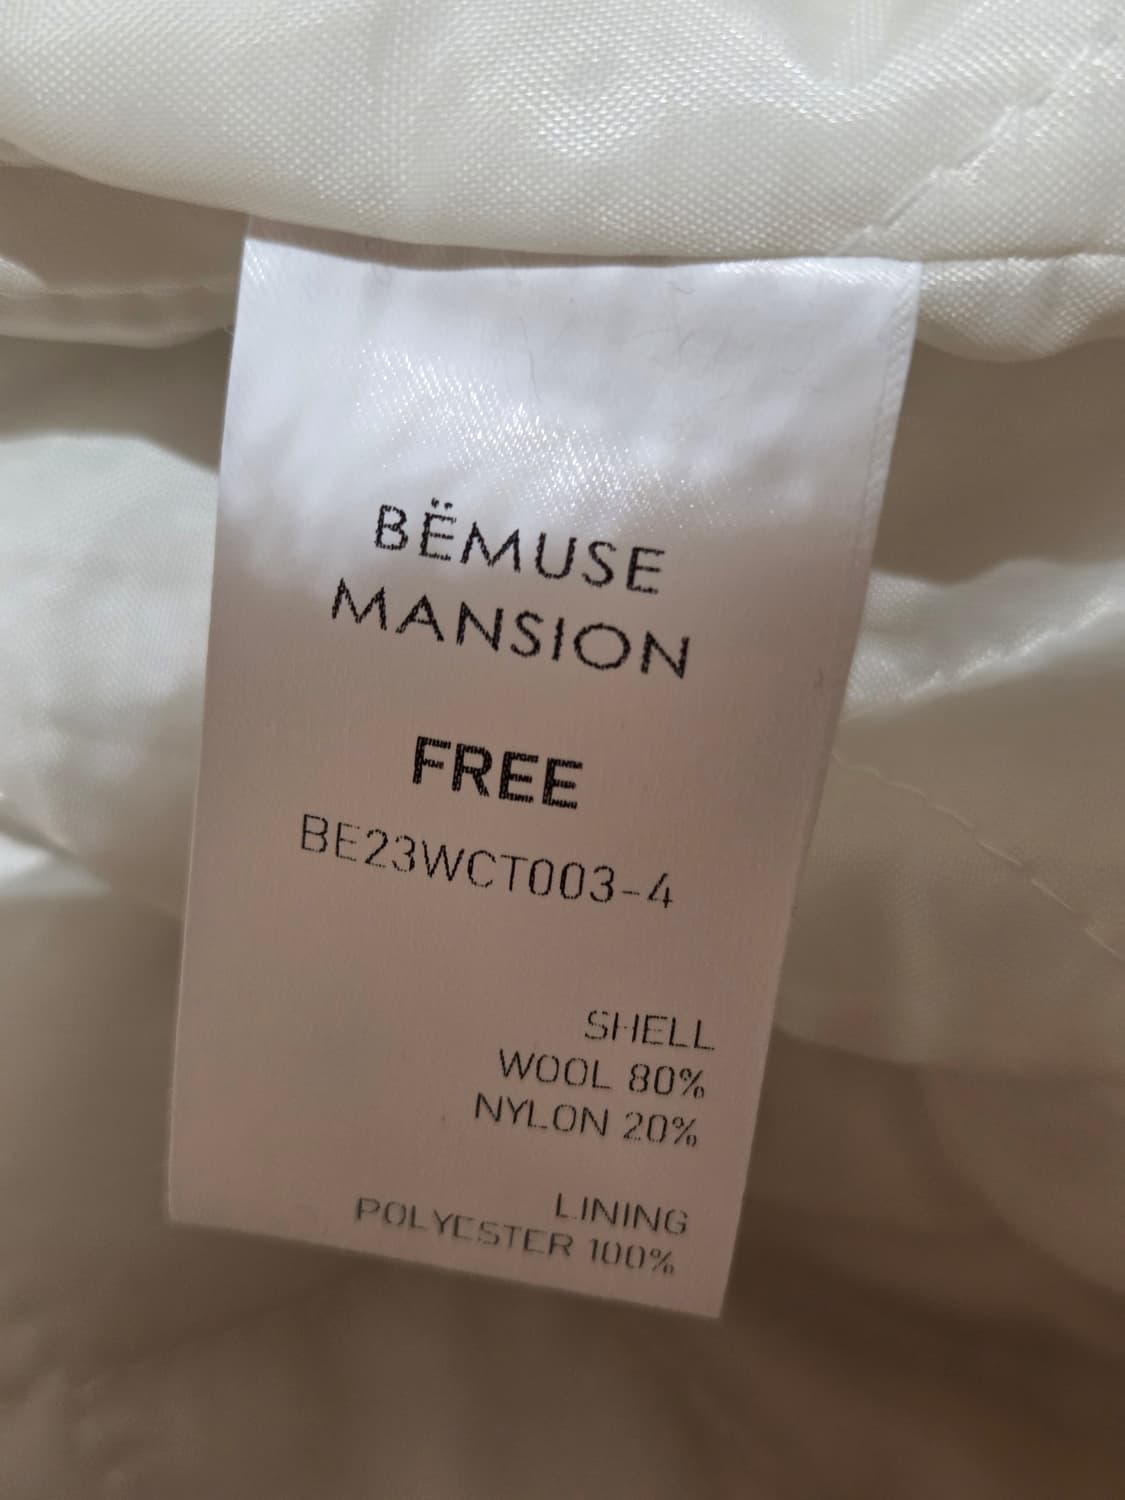 BËMUSE
MANSION
FREE
BE23WCT003-4
SHELL
WOOL 80%
NYLON 20%
LINING
POLYESTER 100%